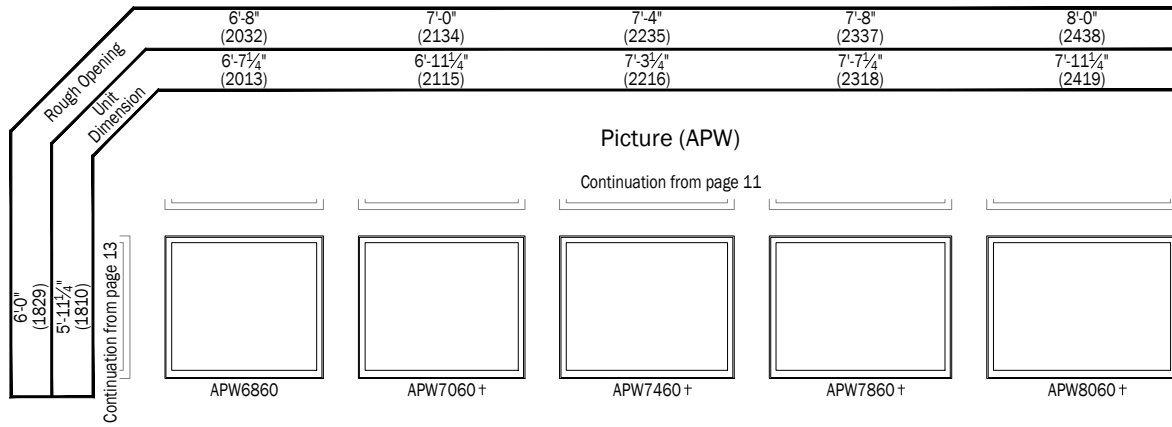 6'-8"
(2032)
7'-0"
(2134)
7'-4"
(2235)
7'-8"
(2337)
8'-0"
(2438)
Rough Opening
6'-7¼"
(2013)
6'-11¼"
(2115)
7'-3¼"
(2216)
7'-7¼"
(2318)
7'-11¼"
(2419)
Unit
Dimension
Picture (APW)
Continuation from page 11
6'-0"
(1829)
5'-11¼"
(1810)
Continuation from page 13
APW6860
APW7060 †
APW7460 †
APW7860 †
APW8060 †